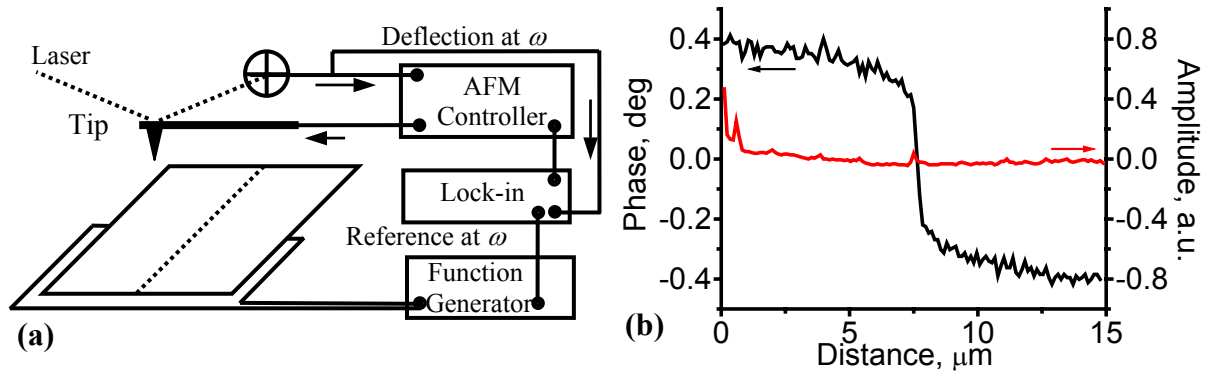 Deflection at ω
Laser
AFM
Controller
Tip
Lock-in
Reference at ω
Function
Generator
(a)
0.4
0.2
0.0
-0.2
-0.4
Phase, deg
0.8
0.4
0.0
-0.4
-0.8
Amplitude, a.u.
0
5
10
15
Distance, μm
(b)